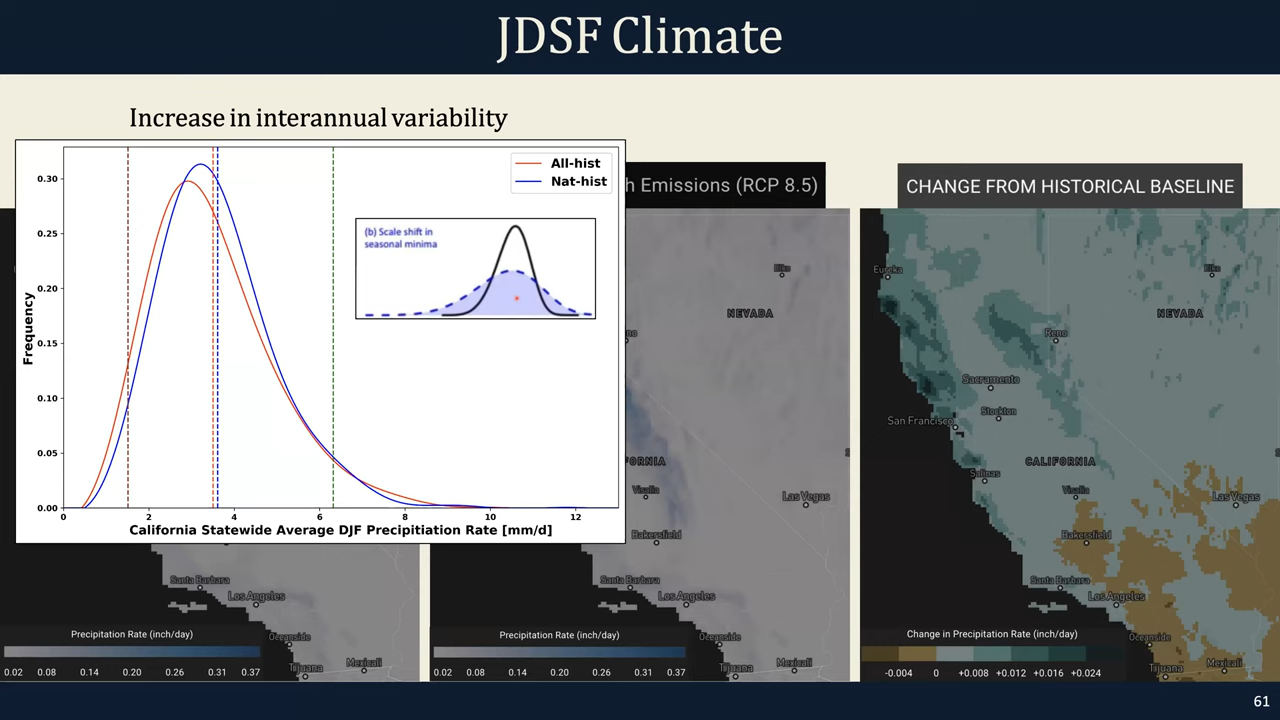 JDSF Climate
Increase in interannual variability
All-hist
Nat-hist
(b) Scale shift in
seasonal minima
0.30
0.25
0.20
0.15
0.10
0.05
0.00
Frequency
0 2 4 6 8 10 12
California Statewide Average DJF Precipitiation Rate [mm/d]
h Emissions (RCP 8.5)
Elko
NEVADA
no
FORNIA
Visalia
Las Vegas
Bakersfield
Santa Barbara
Los Angeles
Oceanside
Tijuana
Mexicali
Precipitation Rate (inch/day)
0.02 0.08 0.14 0.20 0.26 0.31 0.37
Santa Barbara
Los Angeles
Oceanside
Tijuana
Mexicali
Precipitation Rate (inch/day)
0.02 0.08 0.14 0.20 0.26 0.31 0.37
CHANGE FROM HISTORICAL BASELINE
Eureka
Elko
NEVADA
Reno
Sacramento
Stockton
San Francisco
CALIFORNIA
Salinas
Visalia
Las Vegas
Bakersfield
Santa Barbara
Los Angeles
Oceanside
Tijuana
Mexicali
Change in Precipitation Rate (inch/day)
-0.004 0 +0.008 +0.012 +0.016 +0.024
61